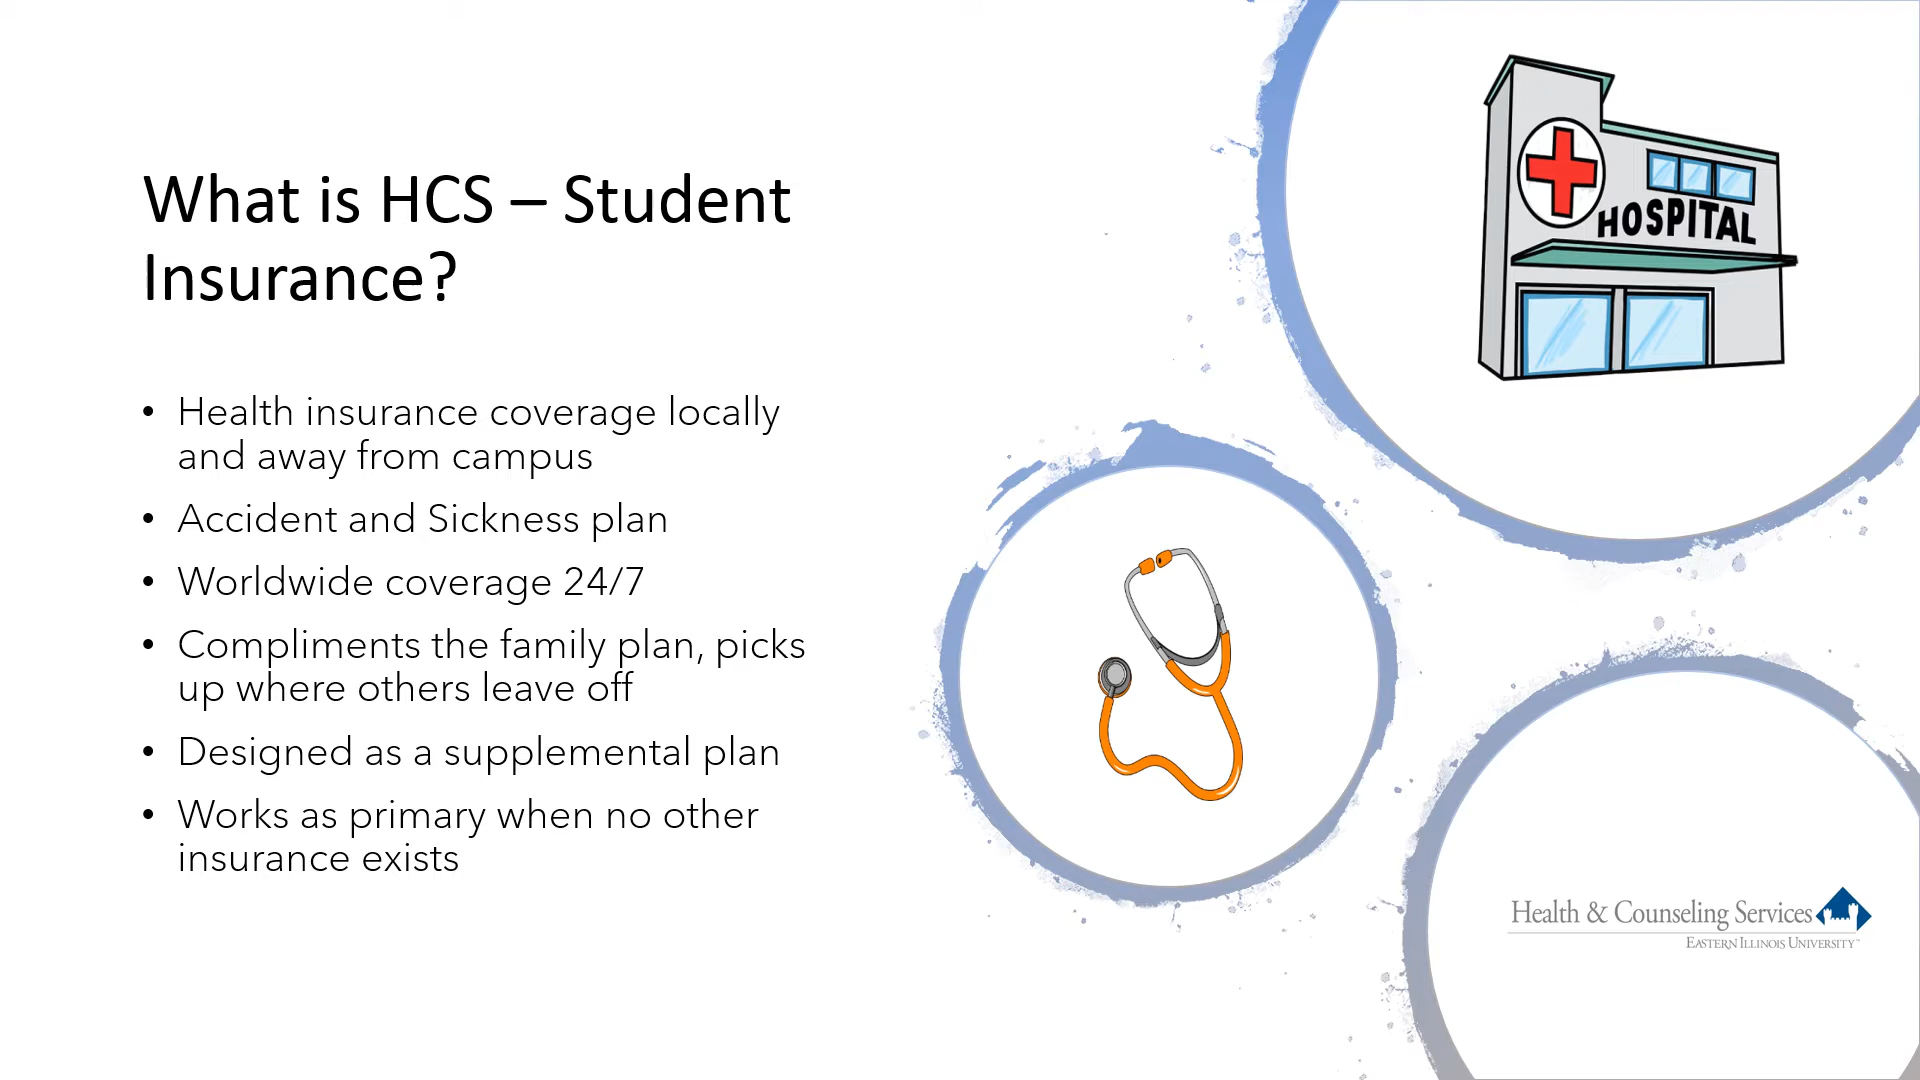 What is HCS – Student
Insurance?
• Health insurance coverage locally
and away from campus
• Accident and Sickness plan
• Worldwide coverage 24/7
• Compliments the family plan, picks
up where others leave off
• Designed as a supplemental plan
• Works as primary when no other
insurance exists
HOSPITAL
Health & Counseling Services
EASTERN ILLINOIS UNIVERSITY™